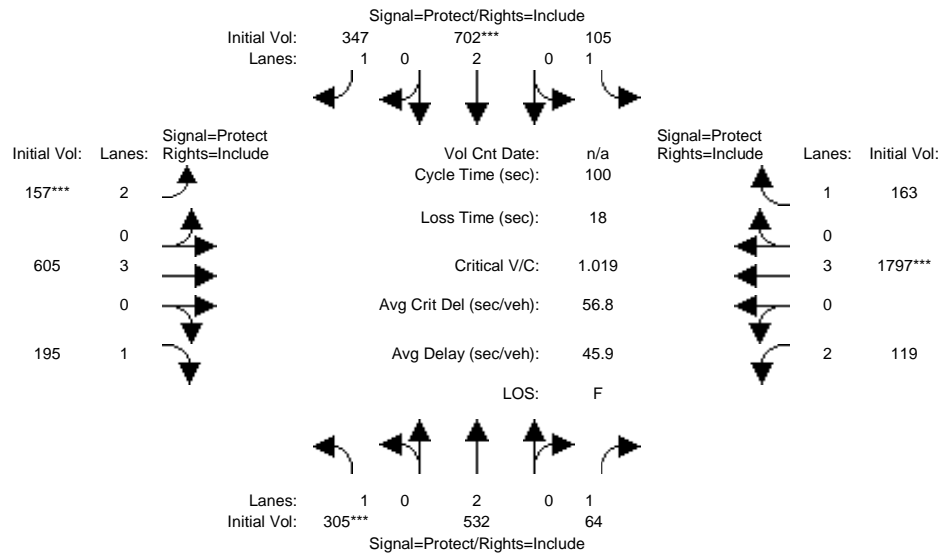 Signal=Protect/Rights=Include
Initial Vol: 347 702*** 105
Lanes: 1 0 2 0 1
Signal=Protect
Initial Vol: Lanes: Rights=Include
Vol Cnt Date: n/a
Signal=Protect
Rights=Include Lanes: Initial Vol:
Cycle Time (sec): 100
157*** 2
1 163
Loss Time (sec): 18
0
0
605 3
Critical V/C: 1.019
3 1797***
0
Avg Crit Del (sec/veh): 56.8
0
195 1
Avg Delay (sec/veh): 45.9
2 119
LOS: F
Lanes: 1 0 2 0 1
Initial Vol: 305*** 532 64
Signal=Protect/Rights=Include